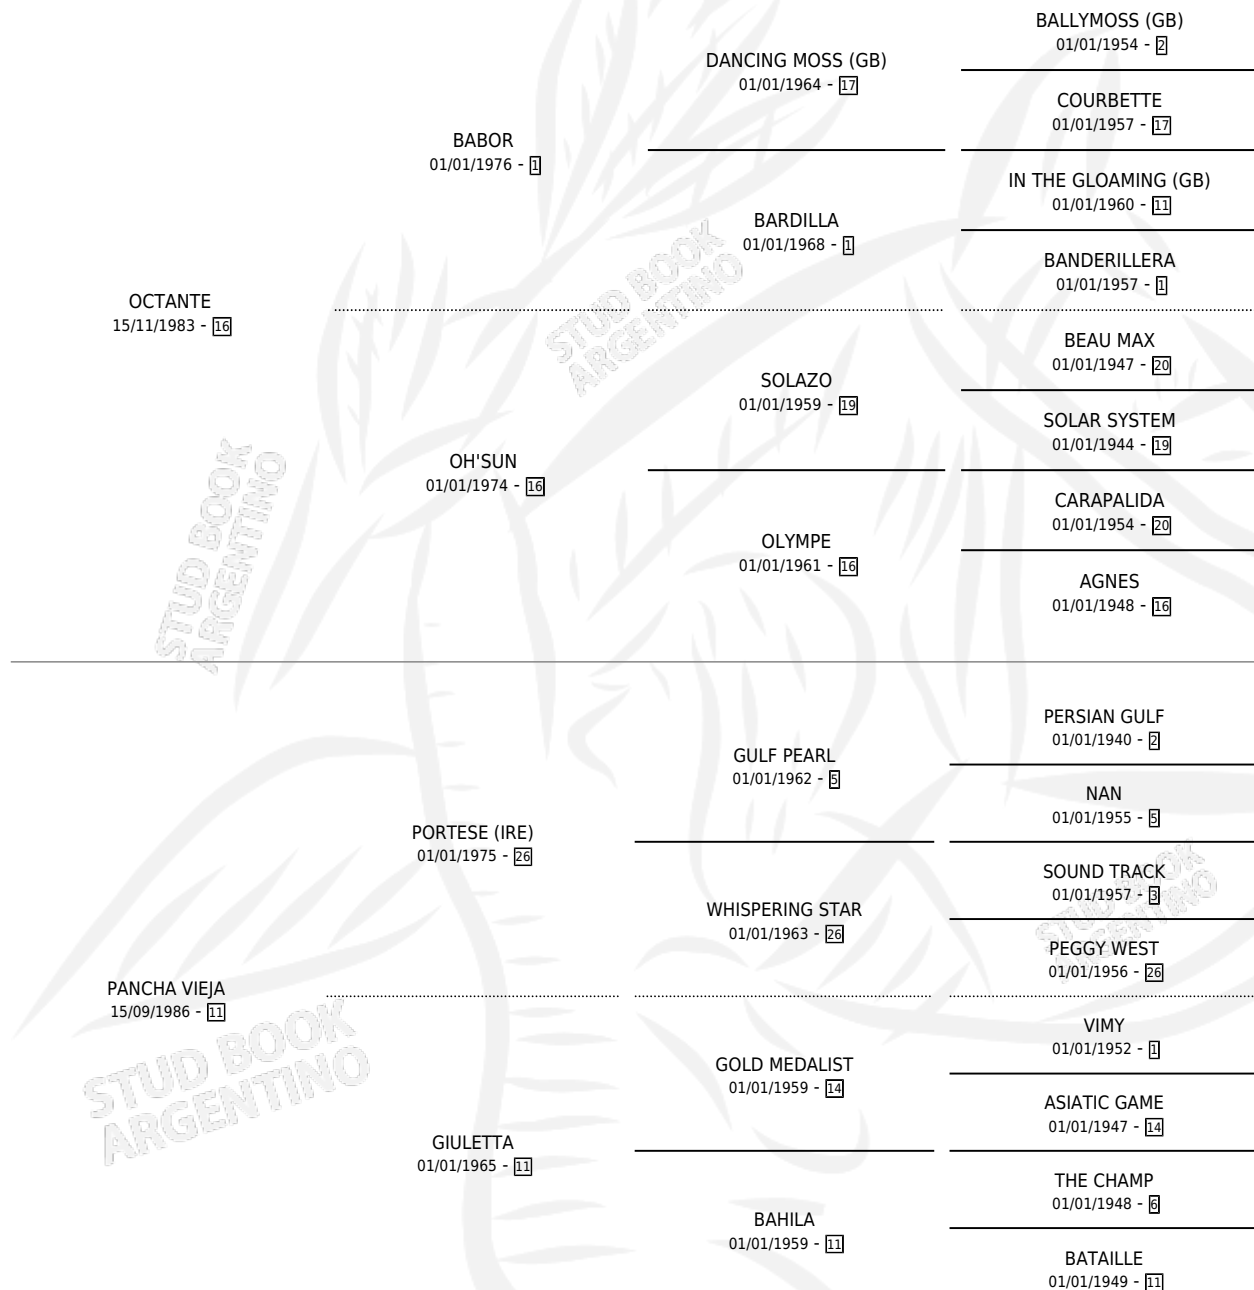 BALLYMOSS (GB)
01/01/1954 - 2
DANCING MOSS (GB)
01/01/1964 - 17
COURBETTE
01/01/1957 - 17
BABOR
01/01/1976 - 1
IN THE GLOAMING (GB)
01/01/1960 - 11
BARDILLA
01/01/1968 - 1
BANDERILLERA
01/01/1957 - 1
OCTANTE
15/11/1983 - 16
BEAU MAX
01/01/1947 - 20
SOLAZO
01/01/1959 - 19
SOLAR SYSTEM
01/01/1944 - 19
OH'SUN
01/01/1974 - 16
CARAPALIDA
01/01/1954 - 20
OLYMPE
01/01/1961 - 16
AGNES
01/01/1948 - 16
PERSIAN GULF
01/01/1940 - 2
GULF PEARL
01/01/1962 - 5
NAN
01/01/1955 - 5
PORTESE (IRE)
01/01/1975 - 26
SOUND TRACK
01/01/1957 - 3
WHISPERING STAR
01/01/1963 - 26
PEGGY WEST
01/01/1956 - 26
PANCHA VIEJA
15/09/1986 - 11
VIMY
01/01/1952 - 1
GOLD MEDALIST
01/01/1959 - 14
ASIATIC GAME
01/01/1947 - 14
GIULETTA
01/01/1965 - 11
THE CHAMP
01/01/1948 - 6
BAHILA
01/01/1959 - 11
BATAILLE
01/01/1949 - 11
STUD BOOK
ARGENTINO
STUD BOOK
ARGENTINO
STUD BOOK
ARGENTINO
STUD BOOK
ARGENTINO